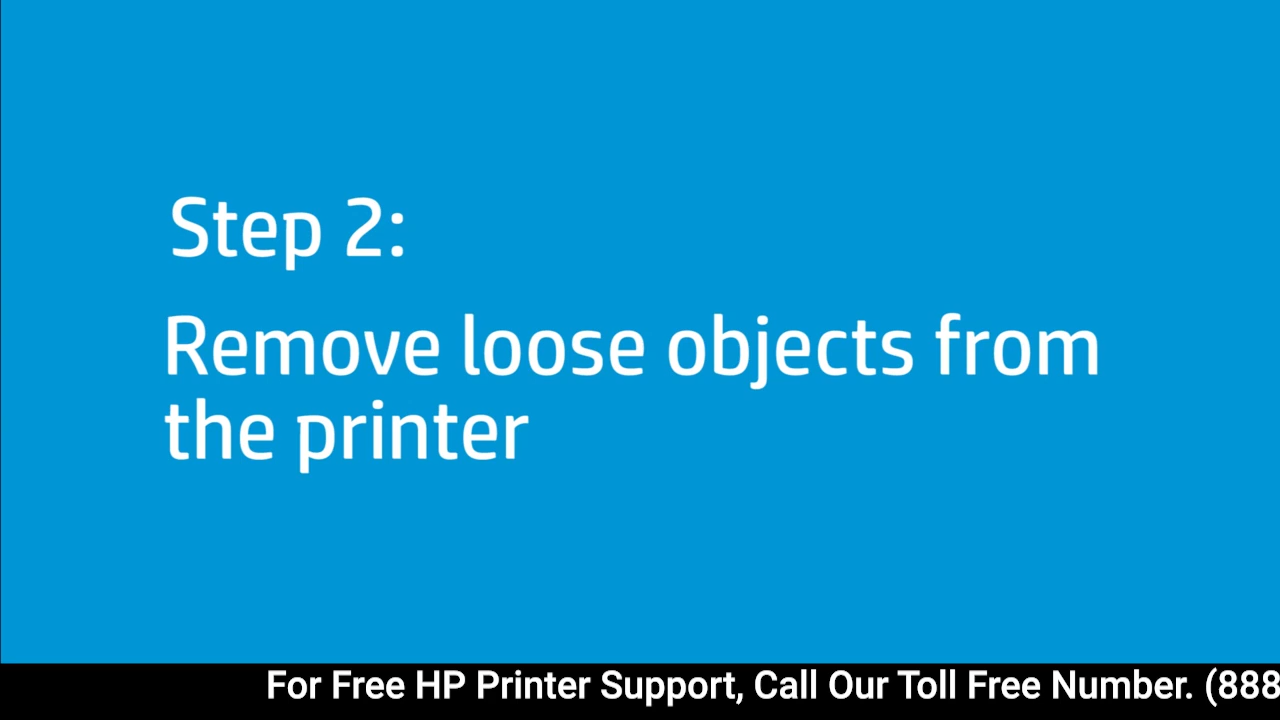 Step 2:
Remove loose objects from
the printer
For Free HP Printer Support, Call Our Toll Free Number. (888